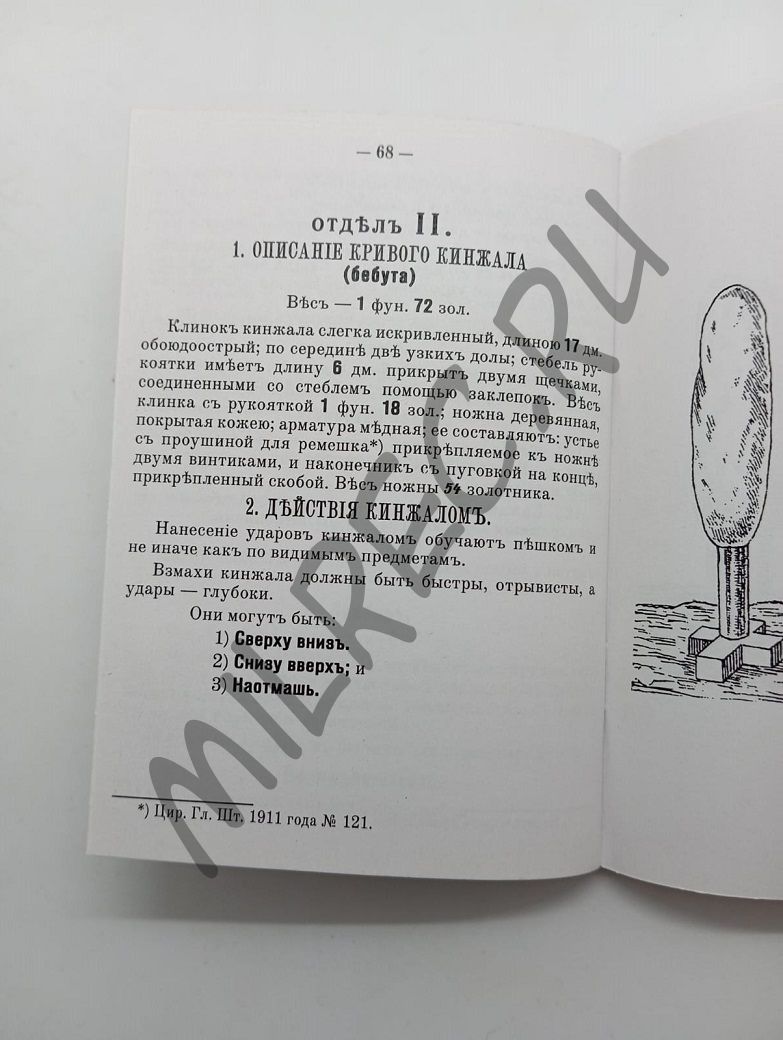 — 68 —
отдѣлъ II.
1. ОПИСАНІЕ КРИВОГО КИНЖАЛА
(бебута)
Вѣсъ — 1 фун. 72 зол.
Клинокъ кинжала слегка искривленный, длиною 17 дм.
обоюдоострый; по серединѣ двѣ узкихъ долы; стебель ру-
коятки имѣетъ длину 6 дм. прикрытъ двумя щечками,
соединенными со стеблемъ помощью заклепокъ. Вѣсъ
клинка съ рукояткой 1 фун. 18 зол.; ножна деревянная,
покрытая кожею; арматура мѣдная; ее составляютъ: устье
съ проушиной для ремешка*) прикрѣпляемое къ ножнѣ
двумя винтиками, и наконечникъ съ пуговкой на концѣ,
прикрѣпленный скобой. Вѣсъ ножны 54 золотника.
2. ДѢЙСТВІЯ КИНЖАЛОМЪ.
Нанесеніе ударовъ кинжаломъ обучаютъ пѣшкомъ и
не иначе какъ по видимымъ предметамъ.
Взмахи кинжала должны быть быстры, отрывисты, а
удары — глубоки.
Они могутъ быть:
1) Сверху внизъ.
2) Снизу вверхъ; и
3) Наотмашь.
*) Цир. Гл. Шт. 1911 года № 121.
MILREC.RU